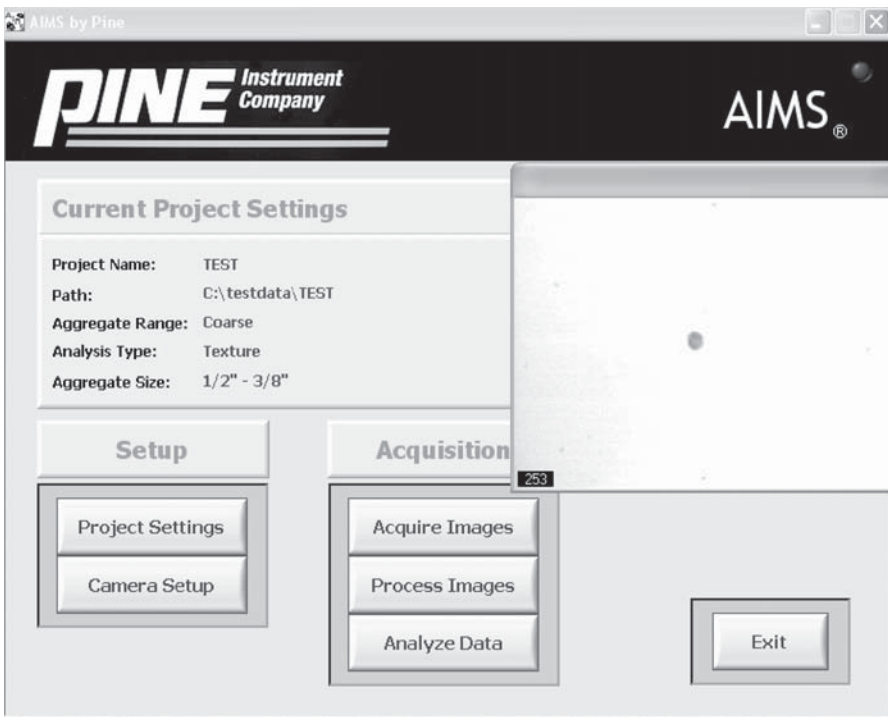 AIMS by Pine
PINE Instrument Company
AIMS®
Current Project Settings
Project Name: TEST
Path: C:\testdata\TEST
Aggregate Range: Coarse
Analysis Type: Texture
Aggregate Size: 1/2" - 3/8"
253
Setup
Acquisition
Project Settings
Camera Setup
Acquire Images
Process Images
Analyze Data
Exit